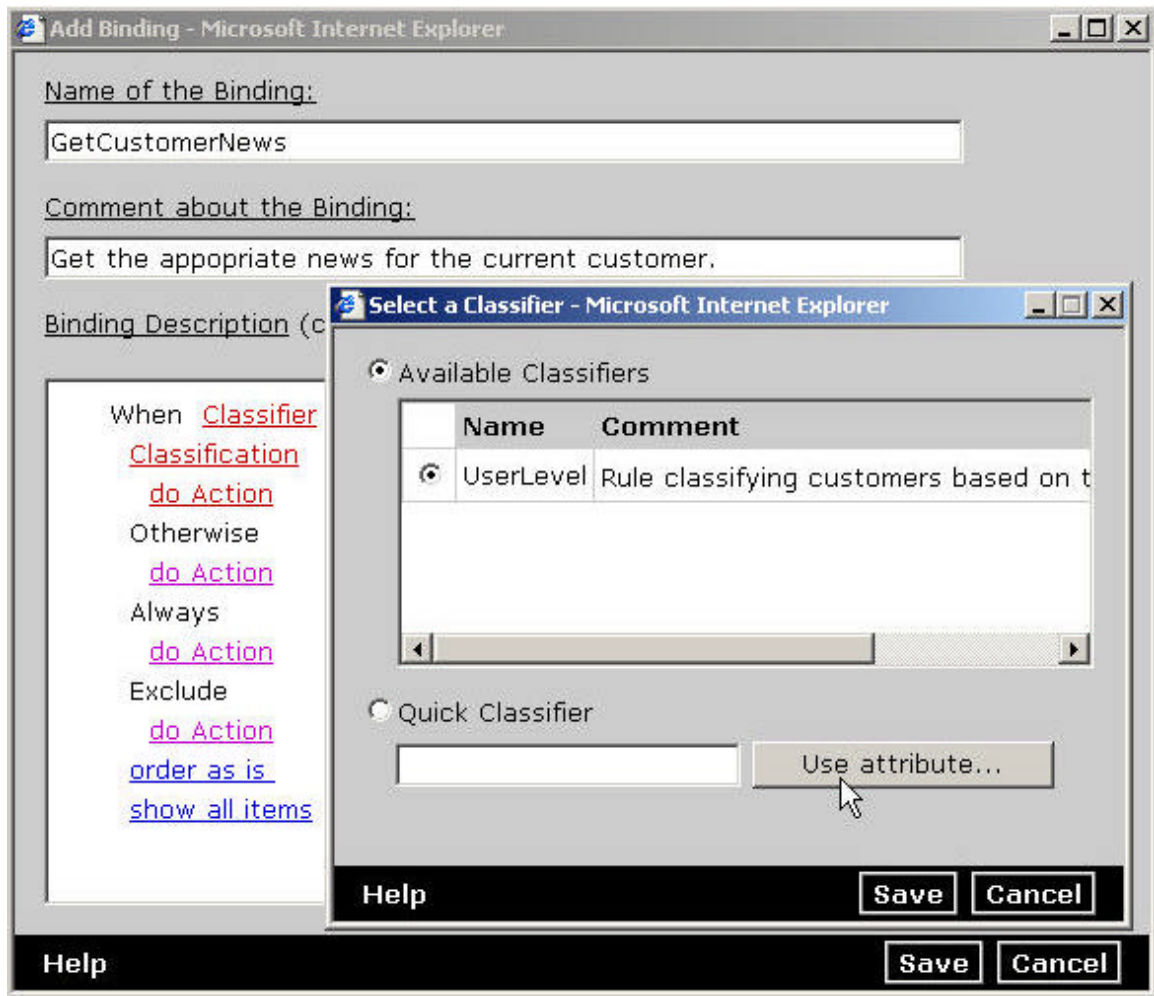 Add Binding - Microsoft Internet Explorer
Name of the Binding:
GetCustomerNews
Comment about the Binding:
Get the appopriate news for the current customer.
Binding Description (c
When Classifier
Classification
do Action
Otherwise
do Action
Always
do Action
Exclude
do Action
order as is
show all items
Select a Classifier - Microsoft Internet Explorer
Available Classifiers
Name Comment
UserLevel Rule classifying customers based on t
Quick Classifier
Use attribute...
Help Save Cancel
Help Save Cancel